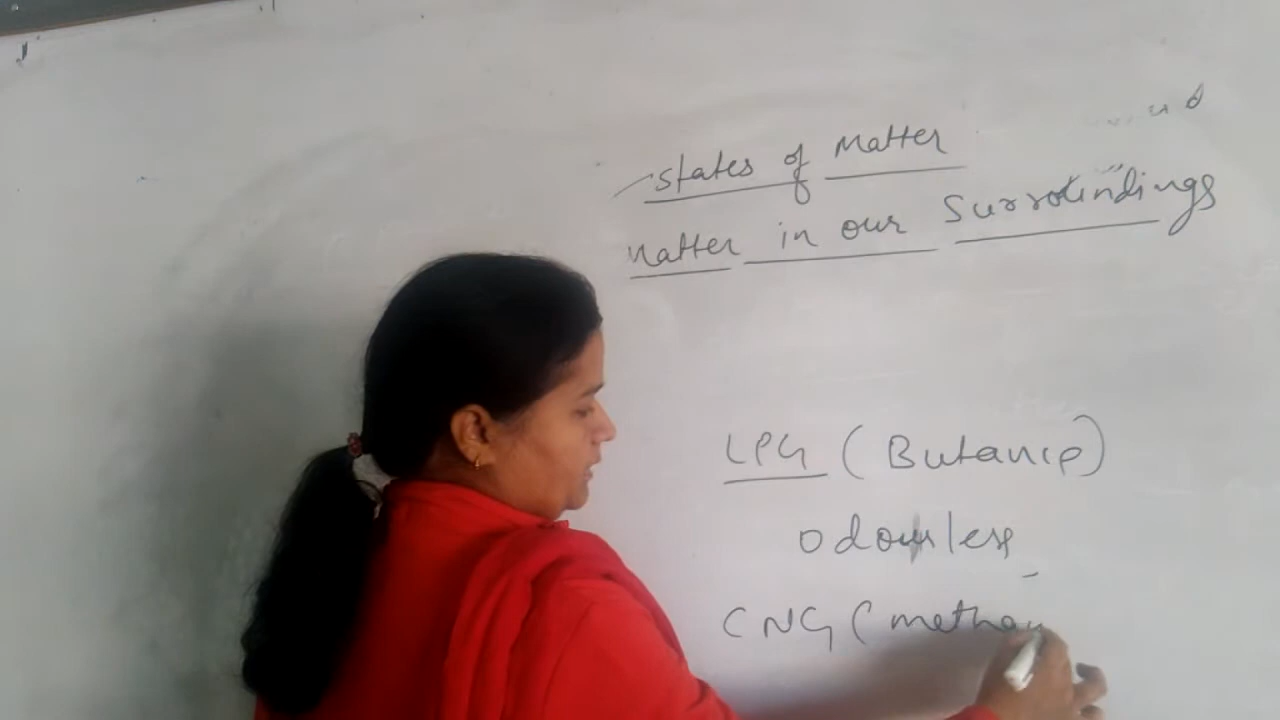 States of Matter
Matter in our Surroundings
LPG (Butane)
odourless
CNG (methan